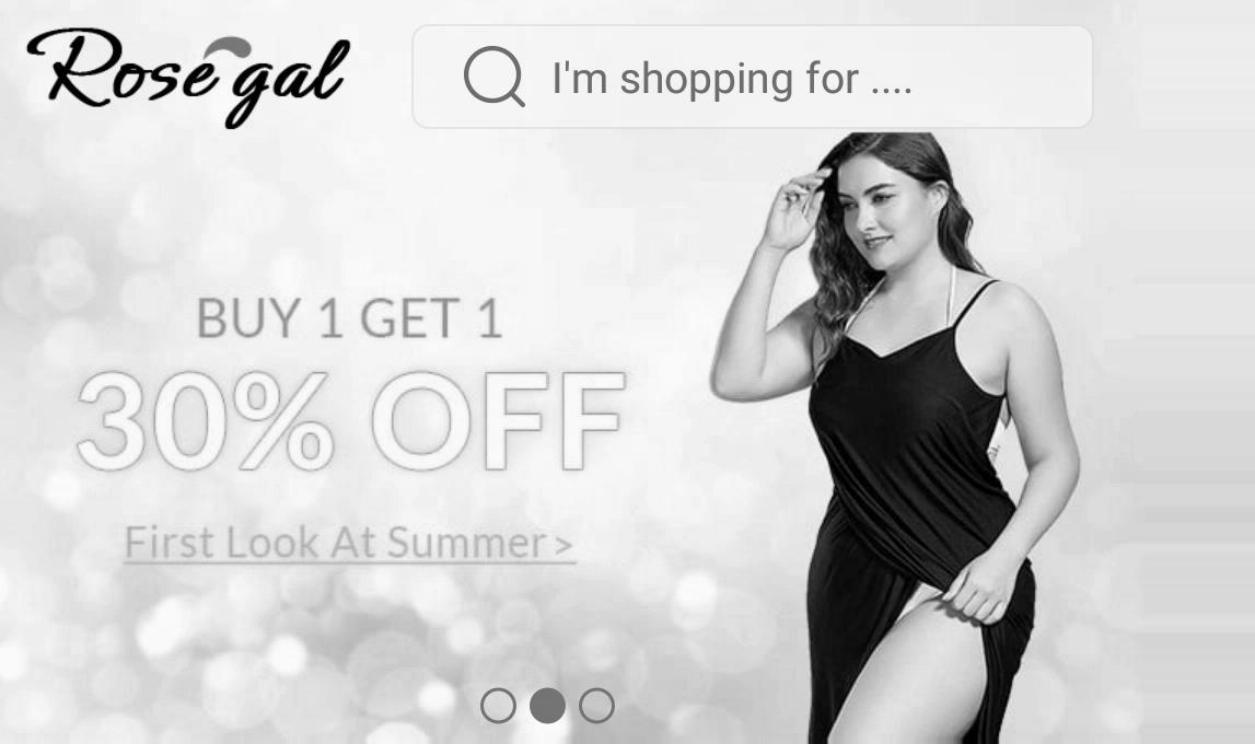 Rosegal
I'm shopping for ....
BUY 1 GET 1
30% OFF
First Look At Summer >